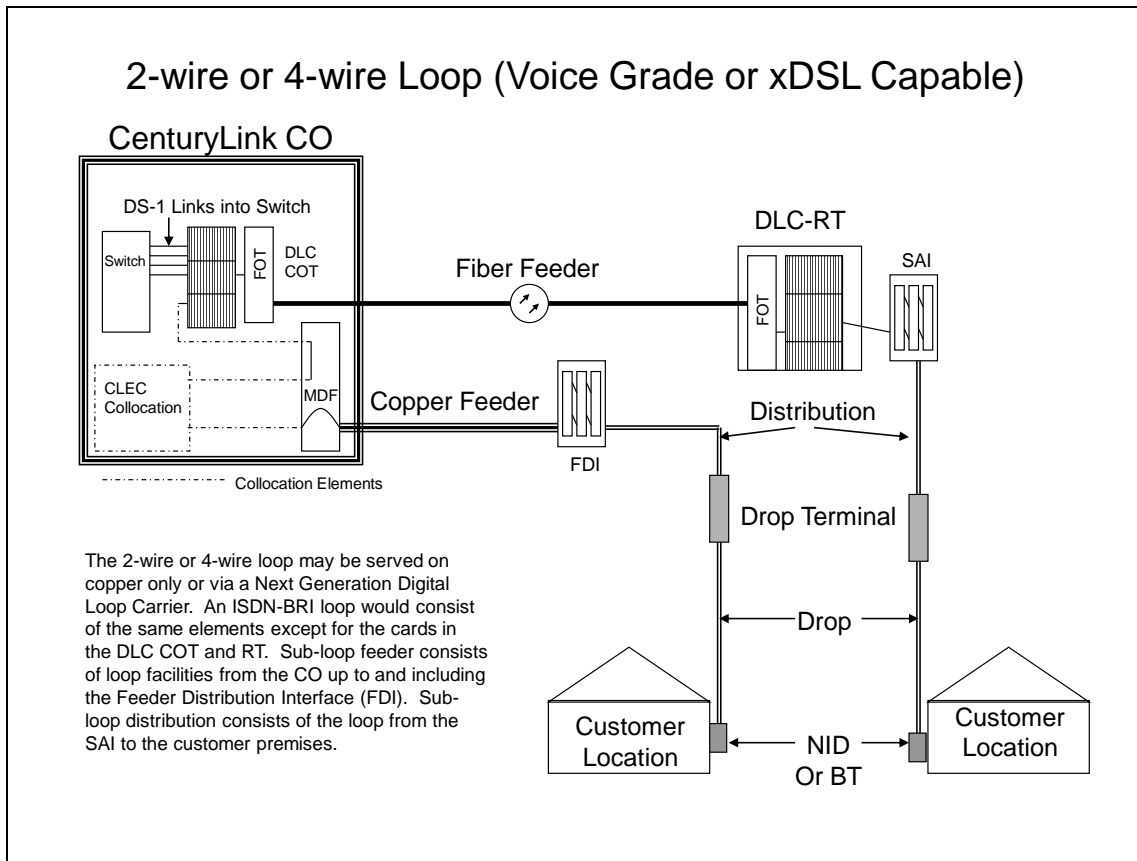 2-wire or 4-wire Loop (Voice Grade or xDSL Capable)
CenturyLink CO
DS-1 Links into Switch
Switch
FOT
DLC
COT
Fiber Feeder
DLC-RT
FOT
SAI
CLEC
Collocation
MDF
Copper Feeder
FDI
Distribution
Collocation Elements
Drop Terminal
The 2-wire or 4-wire loop may be served on
copper only or via a Next Generation Digital
Loop Carrier. An ISDN-BRI loop would consist
of the same elements except for the cards in
the DLC COT and RT. Sub-loop feeder consists
of loop facilities from the CO up to and including
the Feeder Distribution Interface (FDI). Sub-
loop distribution consists of the loop from the
SAI to the customer premises.
Drop
Customer
Location
NID
Or BT
Customer
Location